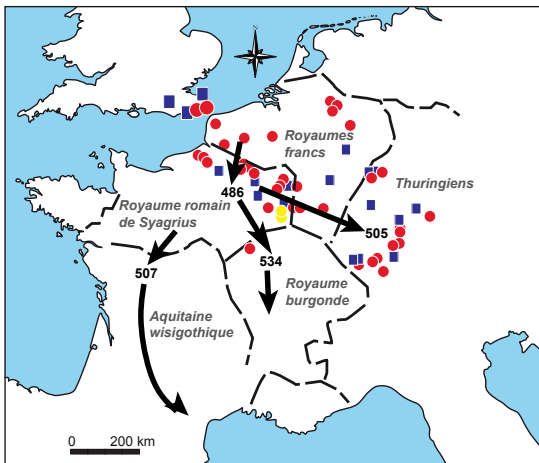 N
Royaumes
francs
Thuringiens
486
Royaume romain
de Syagrius
505
534
507
Royaume
burgonde
Aquitaine
wisigothique
0 200 km